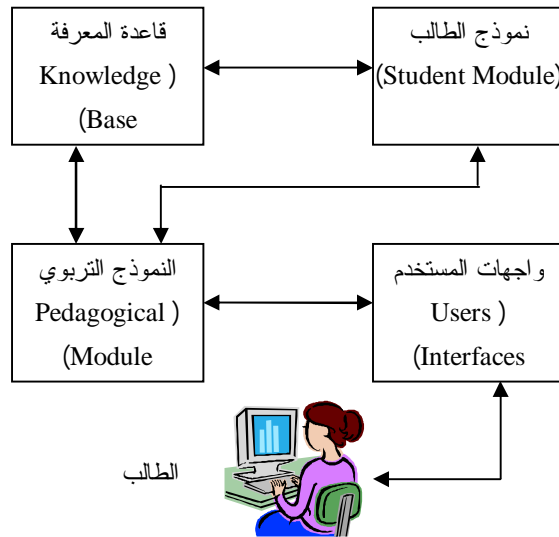 قاعدة المعرفة
Knowledge )
(Base
نموذج الطالب
(Student Module)
النموذج التربوي
Pedagogical )
(Module
واجهات المستخدم
Users )
(Interfaces
الطالب